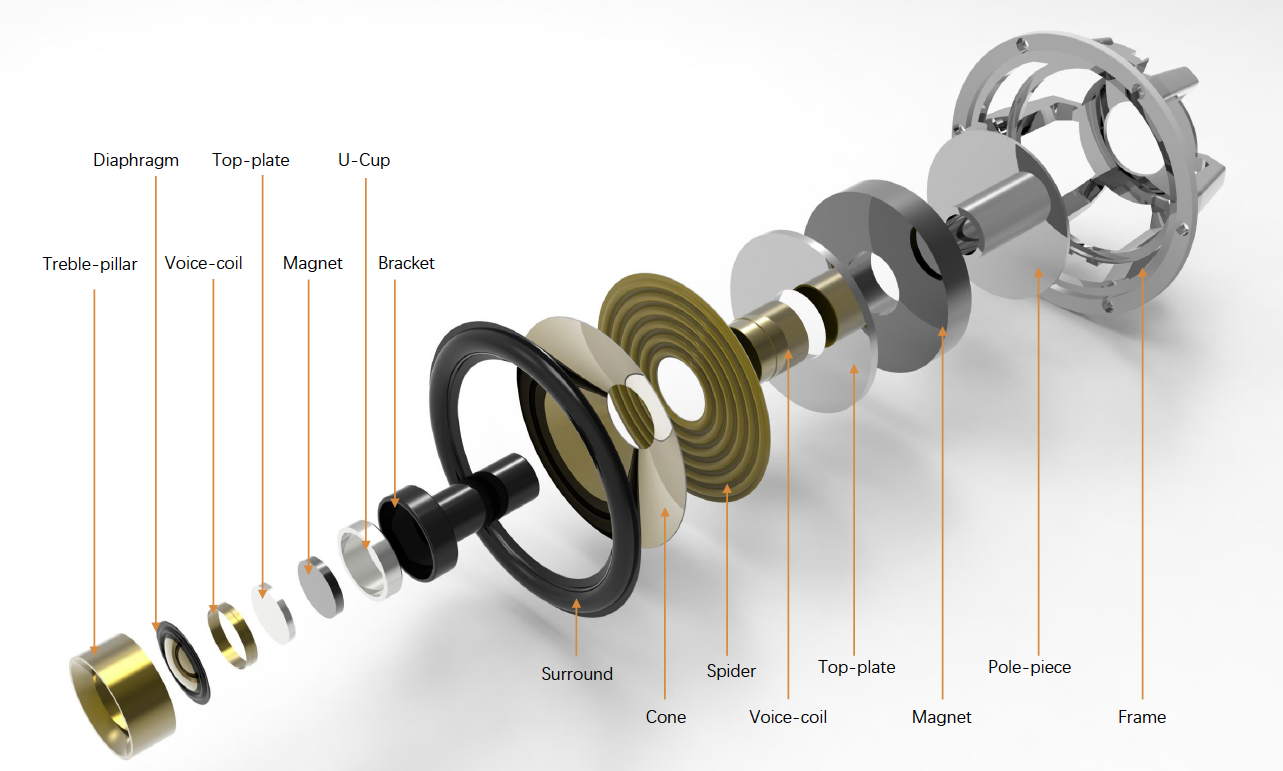 Diaphragm
Top-plate
U-Cup
Treble-pillar
Voice-coil
Magnet
Bracket
Surround
Spider
Top-plate
Pole-piece
Cone
Voice-coil
Magnet
Frame